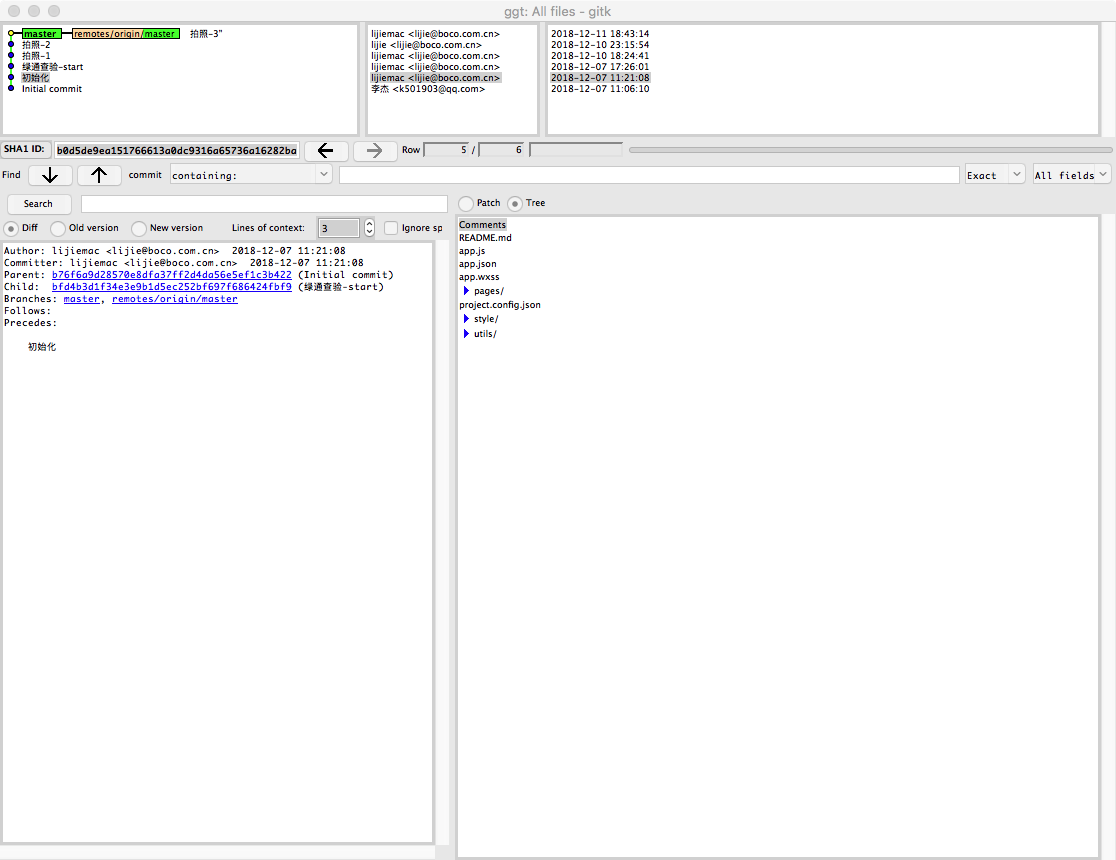 ggt: All files - gitk
master remotes/origin/master 拍照-3" lijiemac <lijie@boco.com.cn> 2018-12-11 18:43:14
拍照-2 lijie <lijie@boco.com.cn> 2018-12-10 23:15:54
拍照-1 lijiemac <lijie@boco.com.cn> 2018-12-10 18:24:41
绿通查验-start lijiemac <lijie@boco.com.cn> 2018-12-07 17:26:01
初始化 lijiemac <lijie@boco.com.cn> 2018-12-07 11:21:08
Initial commit 李杰 <k501903@qq.com> 2018-12-07 11:06:10
SHA1 ID: b0d5de9ea151766613a0dc9316a65736a16282ba Row 5 / 6
Find commit containing: Exact All fields
Search
Diff Old version New version Lines of context: 3 Ignore sp
Author: lijiemac <lijie@boco.com.cn> 2018-12-07 11:21:08
Committer: lijiemac <lijie@boco.com.cn> 2018-12-07 11:21:08
Parent: b76f6a9d28570e8dfa37ff2d4da56e5ef1c3b422 (Initial commit)
Child: bfd4b3d1f34e3e9b1d5ec252bf697f686424fbf9 (绿通查验-start)
Branches: master, remotes/origin/master
Follows:
Precedes:
初始化
Patch Tree
Comments
README.md
app.js
app.json
app.wxss
pages/
project.config.json
style/
utils/